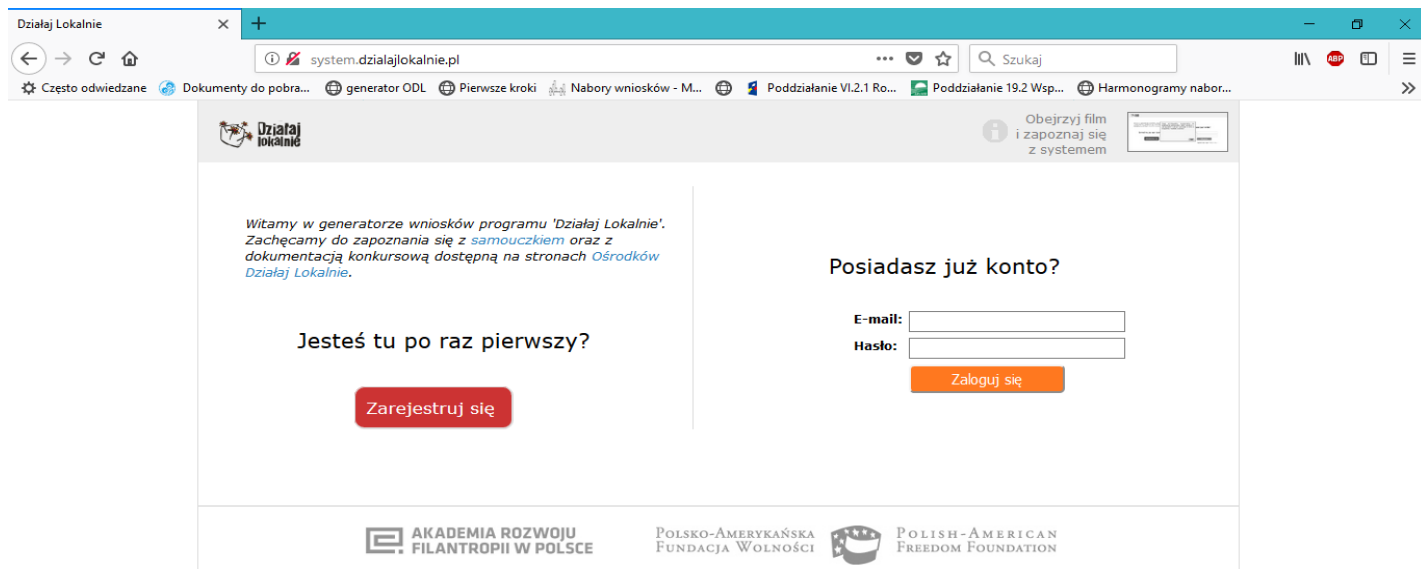 Działaj Lokalnie
system.dzialajlokalnie.pl
Szukaj
ABP
Często odwiedzane
Dokumenty do pobra...
generator ODL
Pierwsze kroki
Nabory wniosków - M...
Poddziałanie VI.2.1 Ro...
Poddziałanie 19.2 Wsp...
Harmonogramy nabor...
Działaj
lokalnie
Obejrzyj film
i zapoznaj się
z systemem
Witamy w generatorze wniosków programu 'Działaj Lokalnie'.
Zachęcamy do zapoznania się z samouczkiem oraz z
dokumentacją konkursową dostępną na stronach Ośrodków
Działaj Lokalnie.
Jesteś tu po raz pierwszy?
Zarejestruj się
Posiadasz już konto?
E-mail:
Hasło:
Zaloguj się
AKADEMIA ROZWOJU
FILANTROPII W POLSCE
Polsko-Amerykańska
Fundacja Wolności
Polish-American
Freedom Foundation